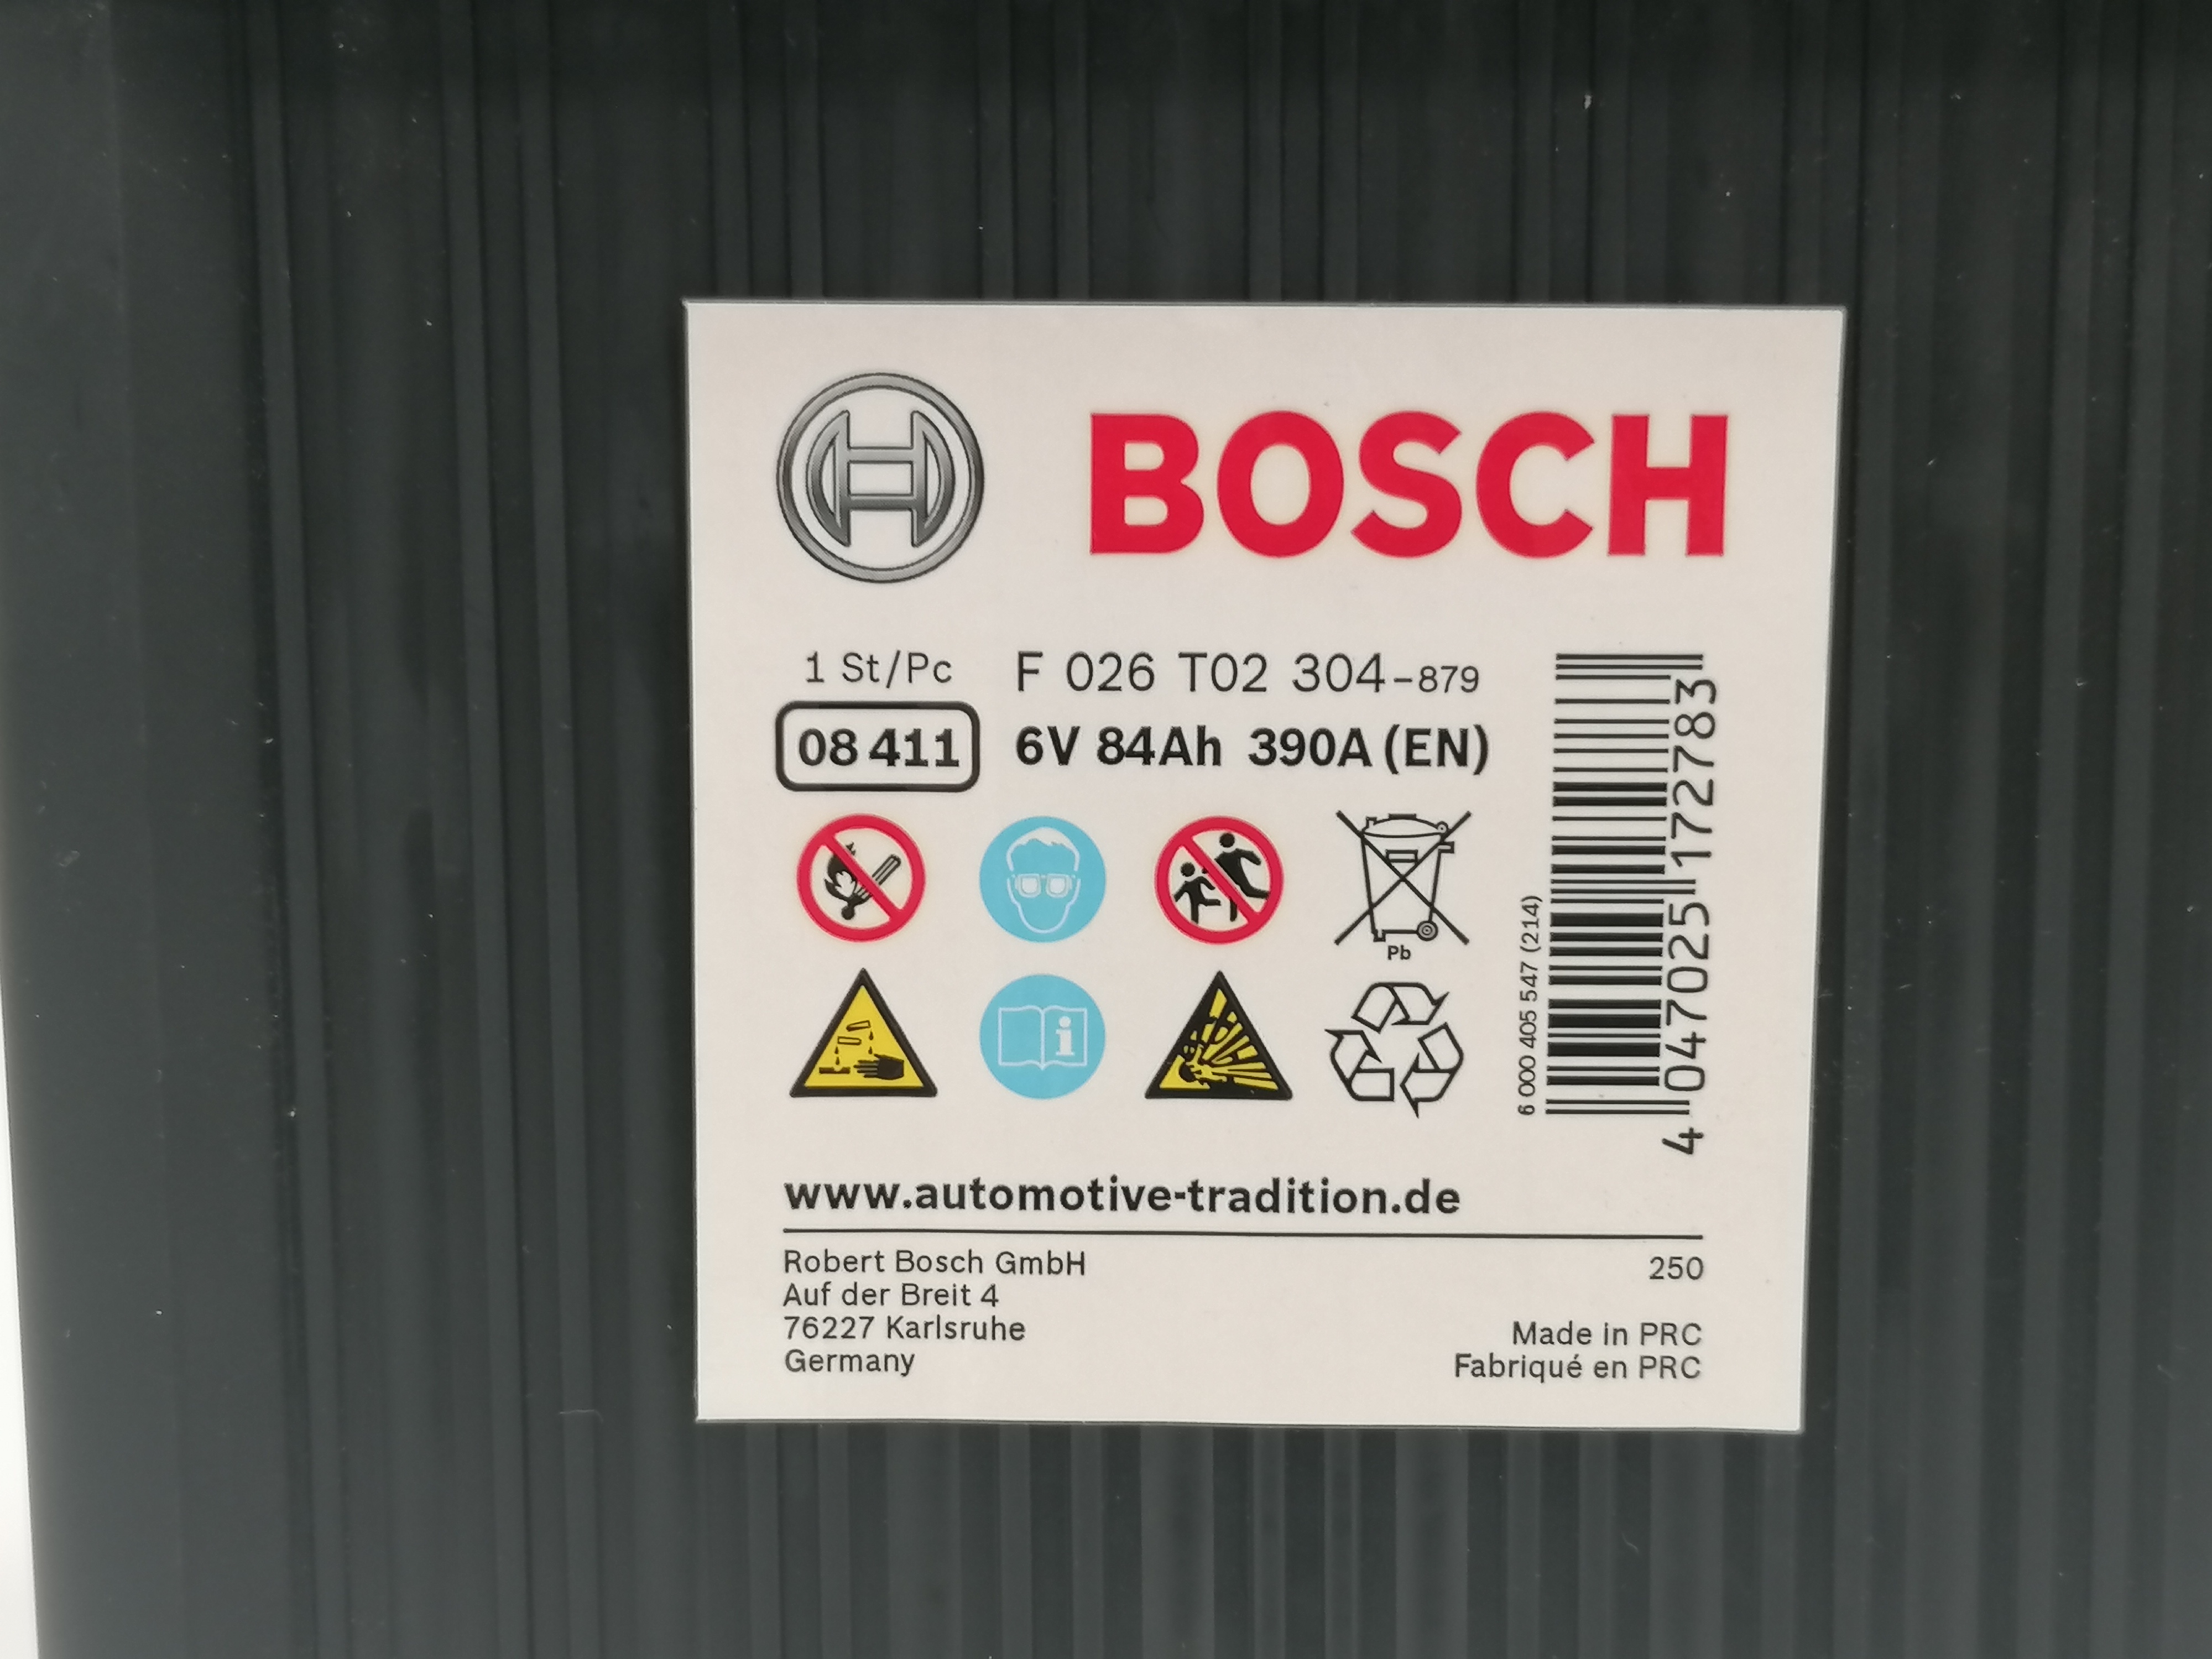 BOSCH
1 St/Pc F 026 T02 304-879
08 411 6V 84Ah 390A (EN)
Pb
6 000 405 547 (214)
4 047025 172783
www.automotive-tradition.de
Robert Bosch GmbH
Auf der Breit 4
76227 Karlsruhe
Germany
250
Made in PRC
Fabriqué en PRC